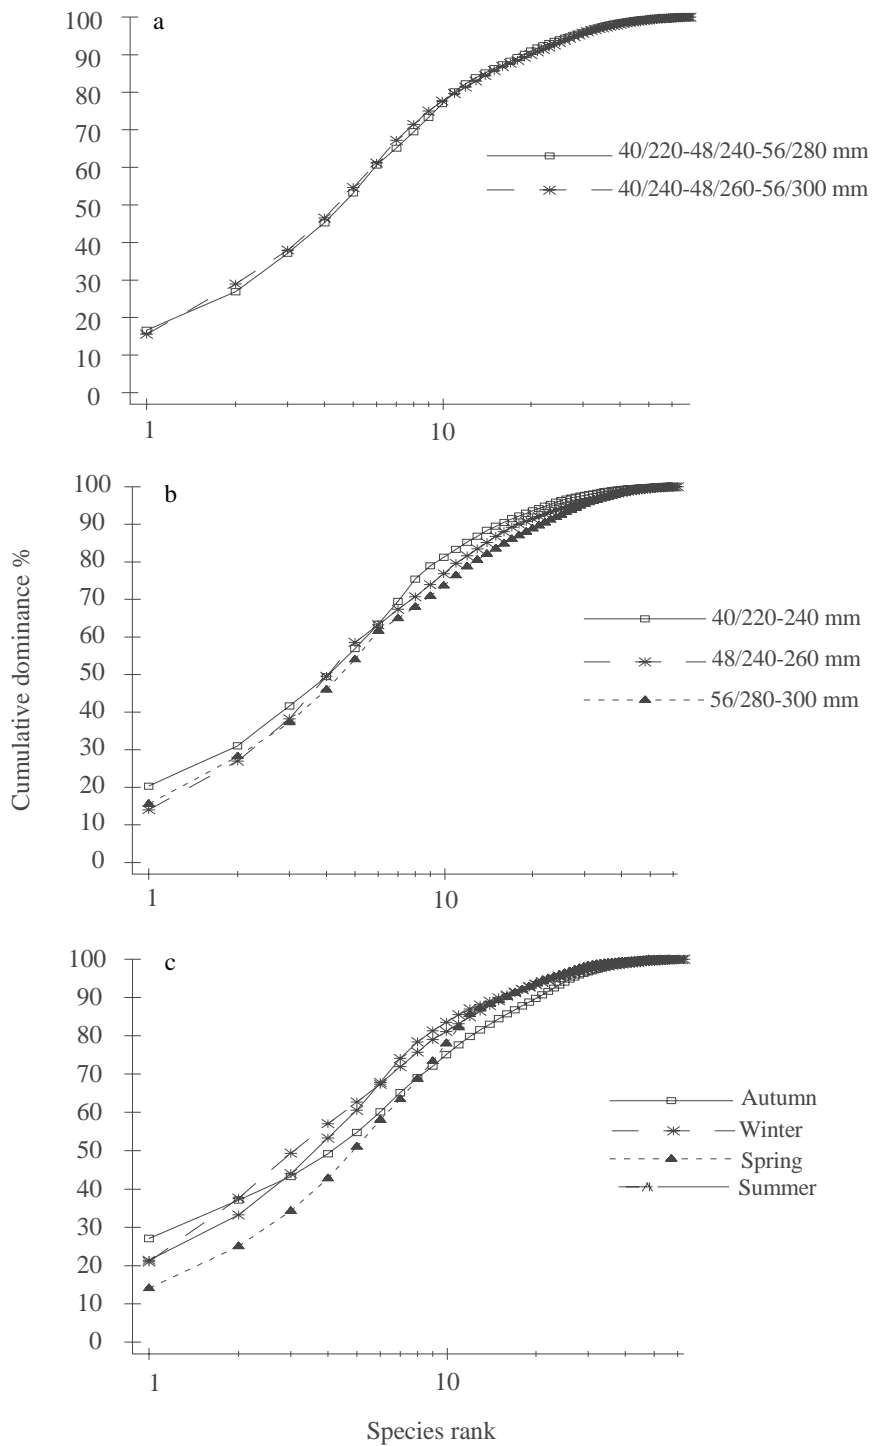 a
100
90
80
70
60
50
40
30
20
10
0
1
10
40/220-48/240-56/280 mm
40/240-48/260-56/300 mm
b
100
90
80
70
60
50
40
30
20
10
0
1
10
40/220-240 mm
48/240-260 mm
56/280-300 mm
Cumulative dominance %
c
100
90
80
70
60
50
40
30
20
10
0
1
10
Autumn
Winter
Spring
Summer
Species rank